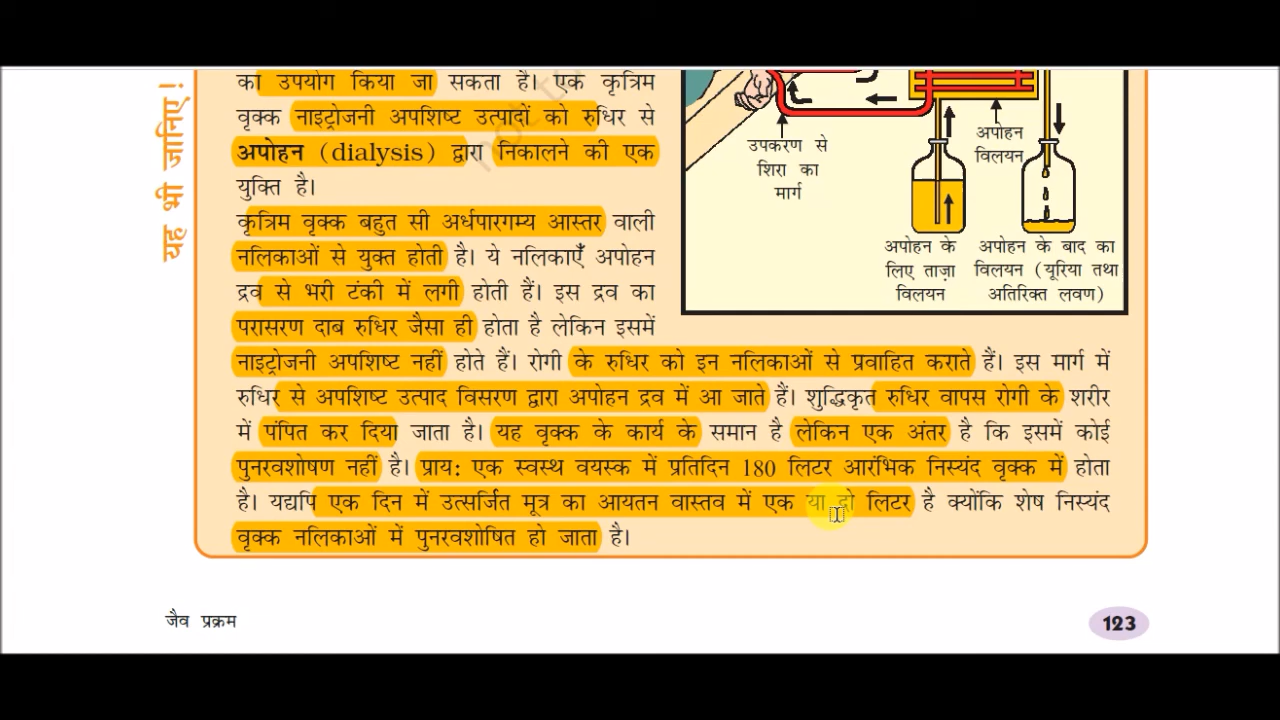 यह भी जानिए!
का उपयोग किया जा सकता है। एक कृत्रिम
वृक्क नाइट्रोजनी अपशिष्ट उत्पादों को रुधिर से
अपोहन (dialysis) द्वारा निकालने की एक
युक्ति है।
कृत्रिम वृक्क बहुत सी अर्धपारगम्य आस्तर वाली
नलिकाओं से युक्त होती है। ये नलिकाएँ अपोहन
द्रव से भरी टंकी में लगी होती हैं। इस द्रव का
परासरण दाब रुधिर जैसा ही होता है लेकिन इसमें
नाइट्रोजनी अपशिष्ट नहीं होते हैं। रोगी के रुधिर को इन नलिकाओं से प्रवाहित कराते हैं। इस मार्ग में
रुधिर से अपशिष्ट उत्पाद विसरण द्वारा अपोहन द्रव में आ जाते हैं। शुद्धिकृत रुधिर वापस रोगी के शरीर
में पंपित कर दिया जाता है। यह वृक्क के कार्य के समान है लेकिन एक अंतर है कि इसमें कोई
पुनरवशोषण नहीं है। प्राय: एक स्वस्थ वयस्क में प्रतिदिन 180 लिटर आरंभिक निस्यंद वृक्क में होता
है। यद्यपि एक दिन में उत्सर्जित मूत्र का आयतन वास्तव में एक या दो लिटर है क्योंकि शेष निस्यंद
वृक्क नलिकाओं में पुनरवशोषित हो जाता है।
उपकरण से
शिरा का
मार्ग
अपोहन
विलयन
अपोहन के
लिए ताज़ा
विलयन
अपोहन के बाद का
विलयन (यूरिया तथा
अतिरिक्त लवण)
जैव प्रक्रम
123